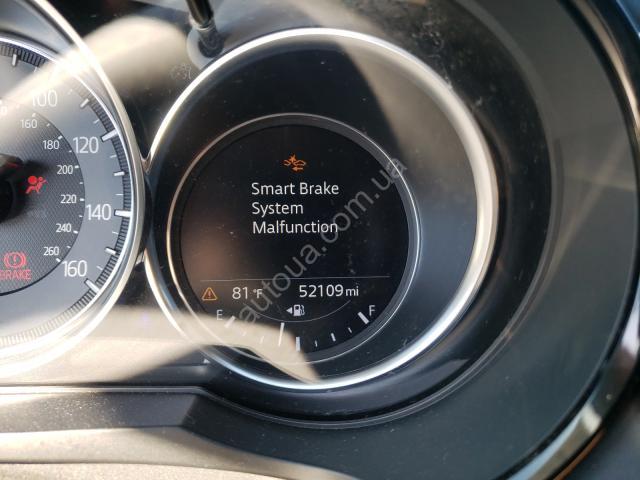 100
120
140
160
160
180
200
220
240
260
BRAKE
Smart Brake
System
Malfunction
81°F 52109 mi
E F
autoua.com.ua